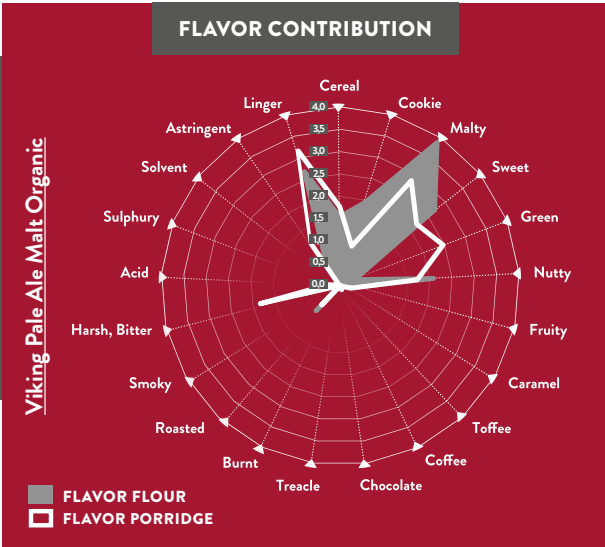 FLAVOR CONTRIBUTION
Viking Pale Ale Malt Organic
Cereal
Cookie
Malty
Sweet
Green
Nutty
Fruity
Caramel
Toffee
Coffee
Chocolate
Treacle
Burnt
Roasted
Smoky
Harsh, Bitter
Acid
Sulphury
Solvent
Astringent
Linger
4,0
3,5
3,0
2,5
2,0
1,5
1,0
0,5
0,0
FLAVOR FLOUR
FLAVOR PORRIDGE